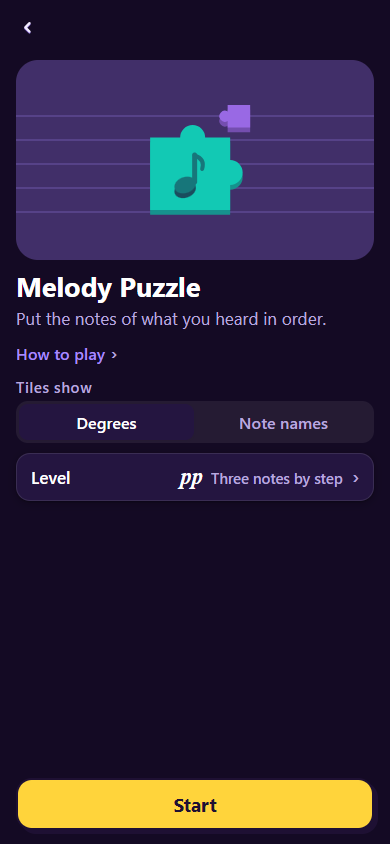 Melody Puzzle
Put the notes of what you heard in order.
How to play ›
Tiles show
Degrees
Note names
Level pp Three notes by step ›
Start